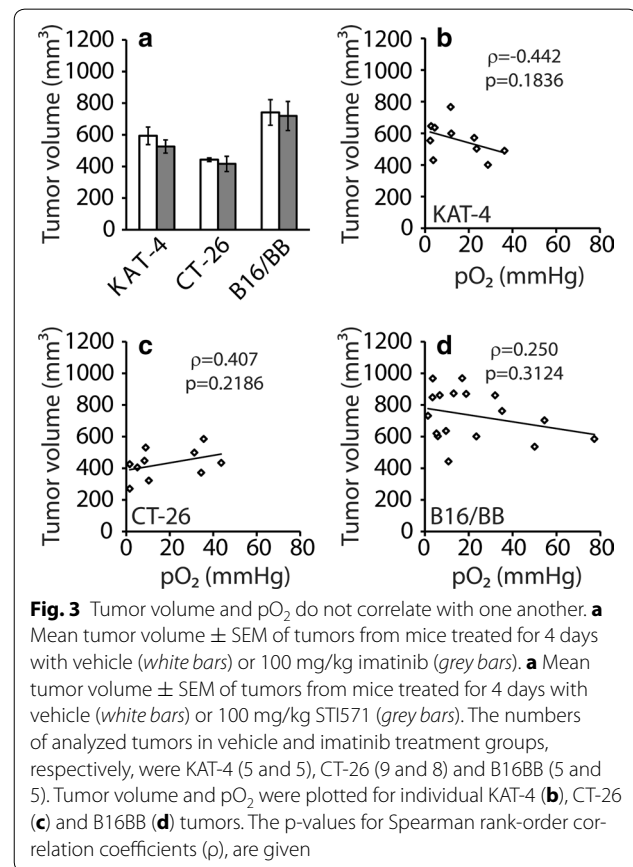 a
Tumor volume (mm³)
1200
1000
800
600
400
200
0
KAT-4
CT-26
B16/BB
b
Tumor volume (mm³)
1200
1000
800
600
400
200
0
ρ=-0.442
p=0.1836
KAT-4
0 20 40 60 80
pO₂ (mmHg)
c
Tumor volume (mm³)
1200
1000
800
600
400
200
0
ρ=0.407
p=0.2186
CT-26
0 20 40 60 80
pO₂ (mmHg)
d
Tumor volume (mm³)
1200
1000
800
600
400
200
0
ρ=0.250
p=0.3124
B16/BB
0 20 40 60 80
pO₂ (mmHg)
Fig. 3 Tumor volume and pO₂ do not correlate with one another. a
Mean tumor volume ± SEM of tumors from mice treated for 4 days
with vehicle (white bars) or 100 mg/kg imatinib (grey bars). a Mean
tumor volume ± SEM of tumors from mice treated for 4 days with
vehicle (white bars) or 100 mg/kg STI571 (grey bars). The numbers
of analyzed tumors in vehicle and imatinib treatment groups,
respectively, were KAT-4 (5 and 5), CT-26 (9 and 8) and B16BB (5 and
5). Tumor volume and pO₂ were plotted for individual KAT-4 (b), CT-26
(c) and B16BB (d) tumors. The p-values for Spearman rank-order cor-
relation coefficients (ρ), are given